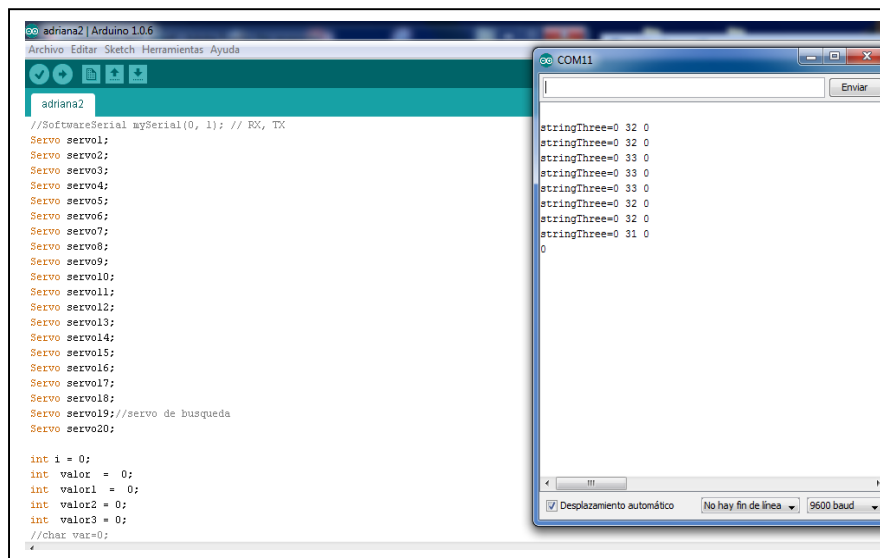 adriana2 | Arduino 1.0.6
Archivo Editar Sketch Herramientas Ayuda
adriana2
//SoftwareSerial mySerial(0, 1); // RX, TX
Servo servo1;
Servo servo2;
Servo servo3;
Servo servo4;
Servo servo5;
Servo servo6;
Servo servo7;
Servo servo8;
Servo servo9;
Servo servo10;
Servo servo11;
Servo servo12;
Servo servo13;
Servo servo14;
Servo servo15;
Servo servo16;
Servo servo17;
Servo servo18;
Servo servo19;//servo de busqueda
Servo servo20;
int i = 0;
int valor = 0;
int valor1 = 0;
int valor2 = 0;
int valor3 = 0;
//char var=0;
COM11
Enviar
stringThree=0 32 0
stringThree=0 32 0
stringThree=0 33 0
stringThree=0 33 0
stringThree=0 33 0
stringThree=0 32 0
stringThree=0 32 0
stringThree=0 31 0
0
Desplazamiento automático
No hay fin de línea
9600 baud